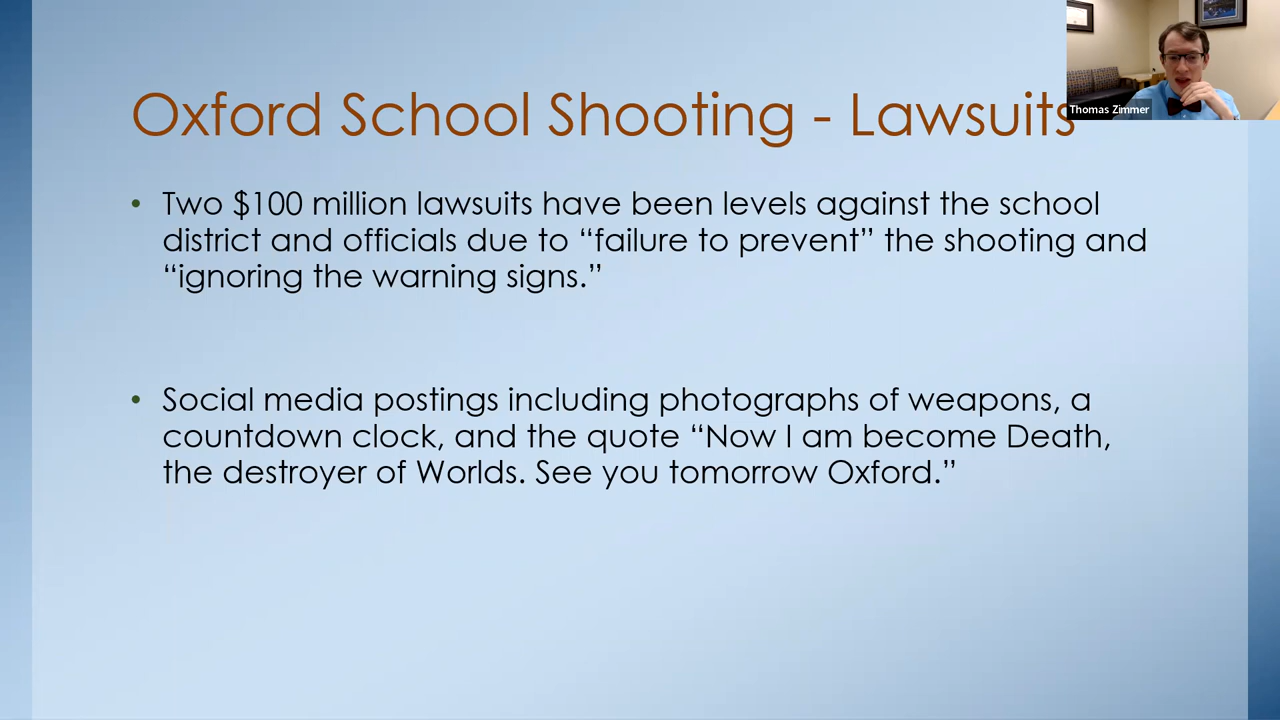 Oxford School Shooting - Lawsuits
Thomas Zimmer
• Two $100 million lawsuits have been levels against the school
district and officials due to “failure to prevent” the shooting and
“ignoring the warning signs.”
• Social media postings including photographs of weapons, a
countdown clock, and the quote “Now I am become Death,
the destroyer of Worlds. See you tomorrow Oxford.”